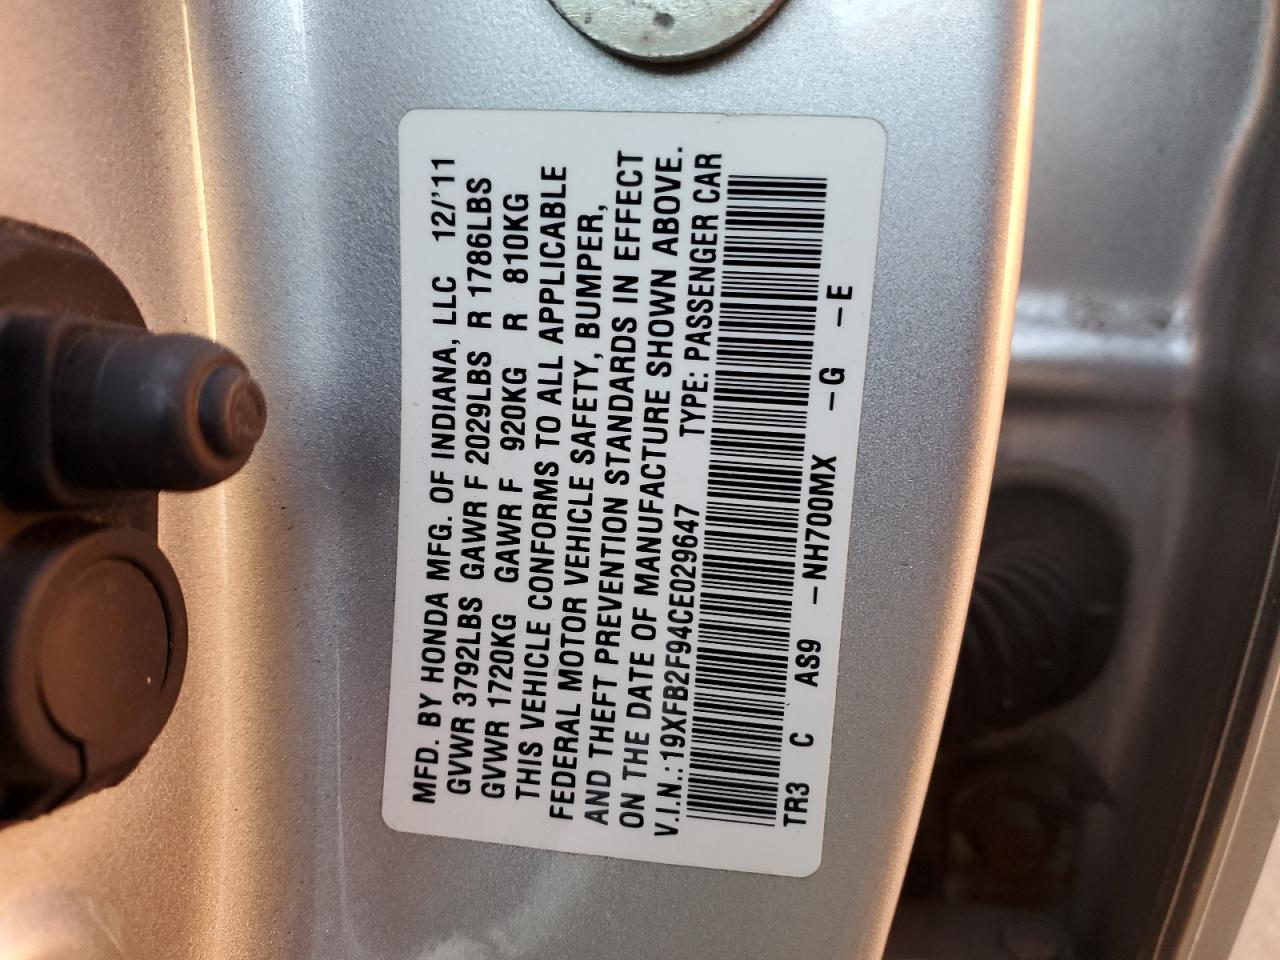 MFD. BY HONDA MFG. OF INDIANA, LLC 12/'11
GVWR 3792LBS GAWR F 2029LBS R 1786LBS
GVWR 1720KG GAWR F 920KG R 810KG
THIS VEHICLE CONFORMS TO ALL APPLICABLE
FEDERAL MOTOR VEHICLE SAFETY, BUMPER,
AND THEFT PREVENTION STANDARDS IN EFFECT
ON THE DATE OF MANUFACTURE SHOWN ABOVE.
V.I.N.: 19XFB2F94CE029647 TYPE: PASSENGER CAR
TR3 C AS9 - NH700MX - G - E